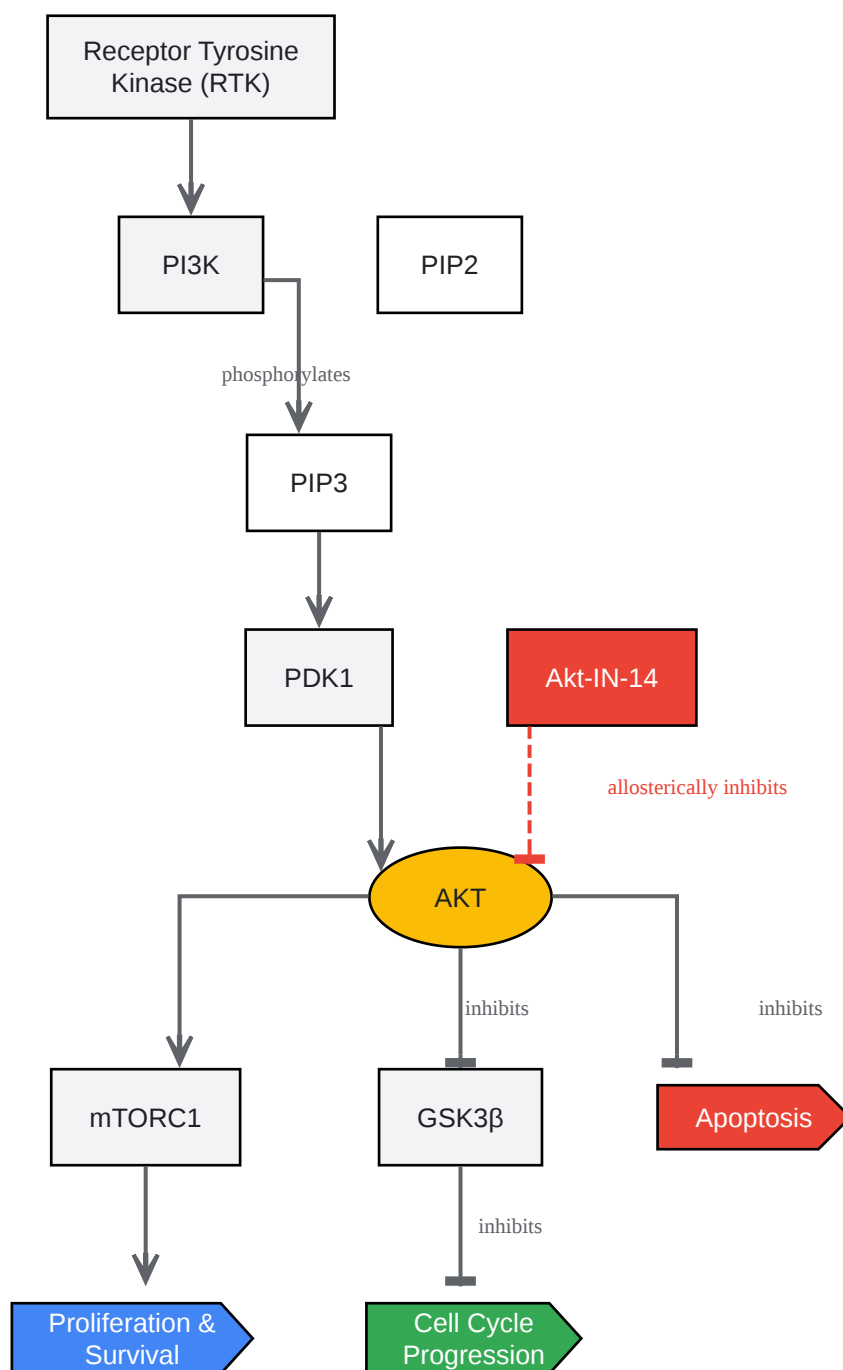 Receptor Tyrosine
Kinase (RTK)
PI3K
PIP2
phosphorylates
PIP3
PDK1
Akt-IN-14
allosterically inhibits
AKT
inhibits
inhibits
mTORC1
GSK3β
Apoptosis
inhibits
Proliferation &
Survival
Cell Cycle
Progression